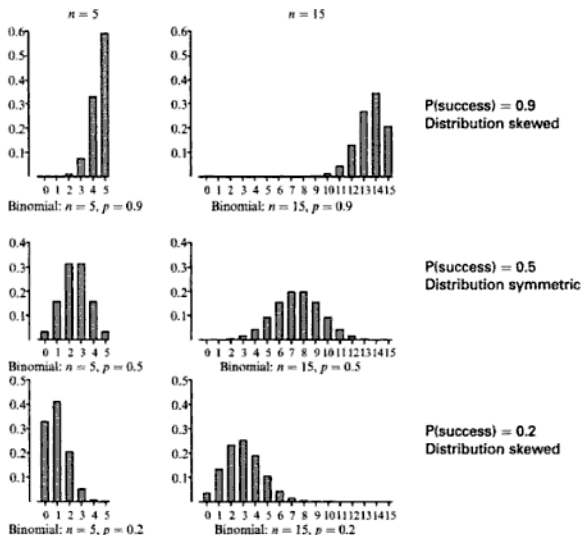 n = 5
n = 15
0.6
0.5
0.4
0.3
0.2
0.1
0 1 2 3 4 5
Binomial: n = 5, p = 0.9
0.6
0.5
0.4
0.3
0.2
0.1
0 1 2 3 4 5 6 7 8 9 10 11 12 13 14 15
Binomial: n = 15, p = 0.9
P(success) = 0.9
Distribution skewed
0.4
0.3
0.2
0.1
0 1 2 3 4 5
Binomial: n = 5, p = 0.5
0.4
0.3
0.2
0.1
0 1 2 3 4 5 6 7 8 9 10 11 12 13 14 15
Binomial: n = 15, p = 0.5
P(success) = 0.5
Distribution symmetric
0.5
0.4
0.3
0.2
0.1
0 1 2 3 4 5
Binomial: n = 5, p = 0.2
0.5
0.4
0.3
0.2
0.1
0 1 2 3 4 5 6 7 8 9 10 11 12 13 14 15
Binomial: n = 15, p = 0.2
P(success) = 0.2
Distribution skewed